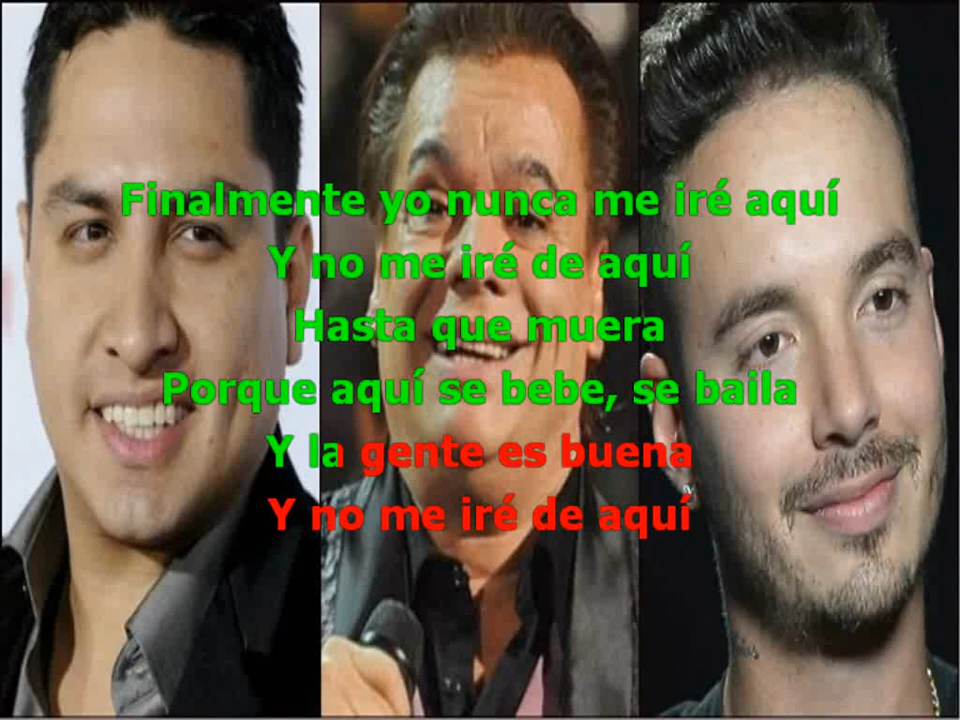 Finalmente yo nunca me iré aquí
Y no me iré de aquí
Hasta que muera
Porque aquí se bebe, se baila
Y la gente es buena
Y no me iré de aquí